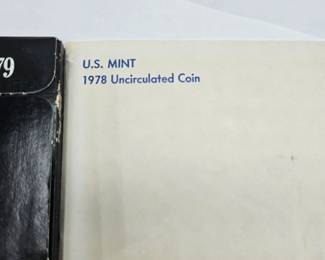 79
U.S. MINT
1978 Uncirculated Coin